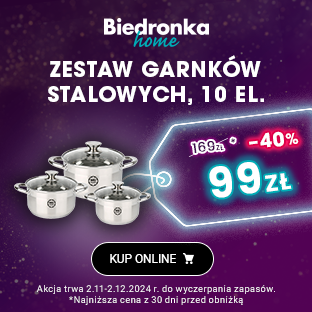 Biedronka
home
ZESTAW GARNKÓW
STALOWYCH, 10 EL.
169zł * -40%
99ZŁ
KUP ONLINE
Akcja trwa 2.11-2.12.2024 r. do wyczerpania zapasów.
*Najniższa cena z 30 dni przed obniżką